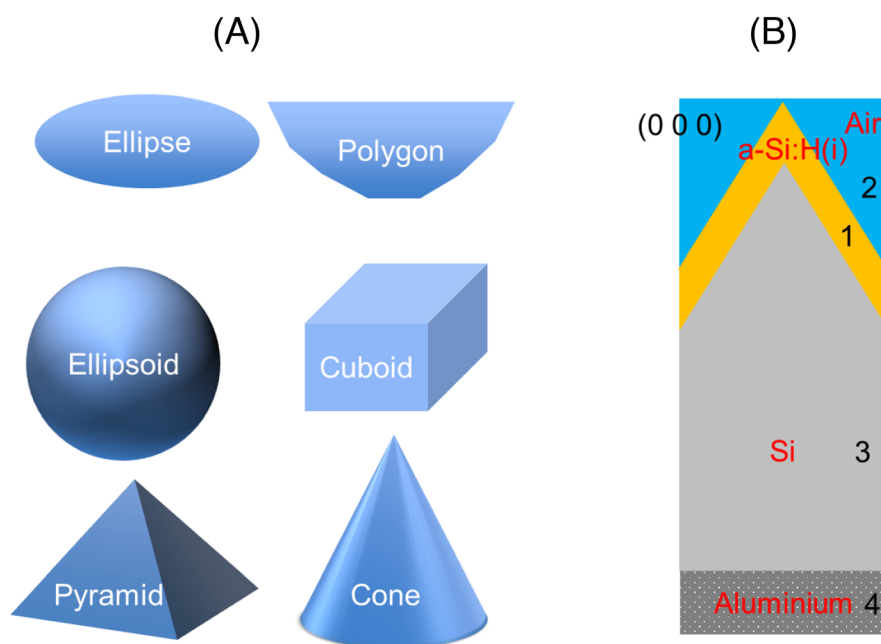 (A)
(B)
Ellipse
Polygon
Ellipsoid
Cuboid
Pyramid
Cone
(0 0 0)
Air
a-Si:H(i)
2
1
Si 3
Aluminium 4